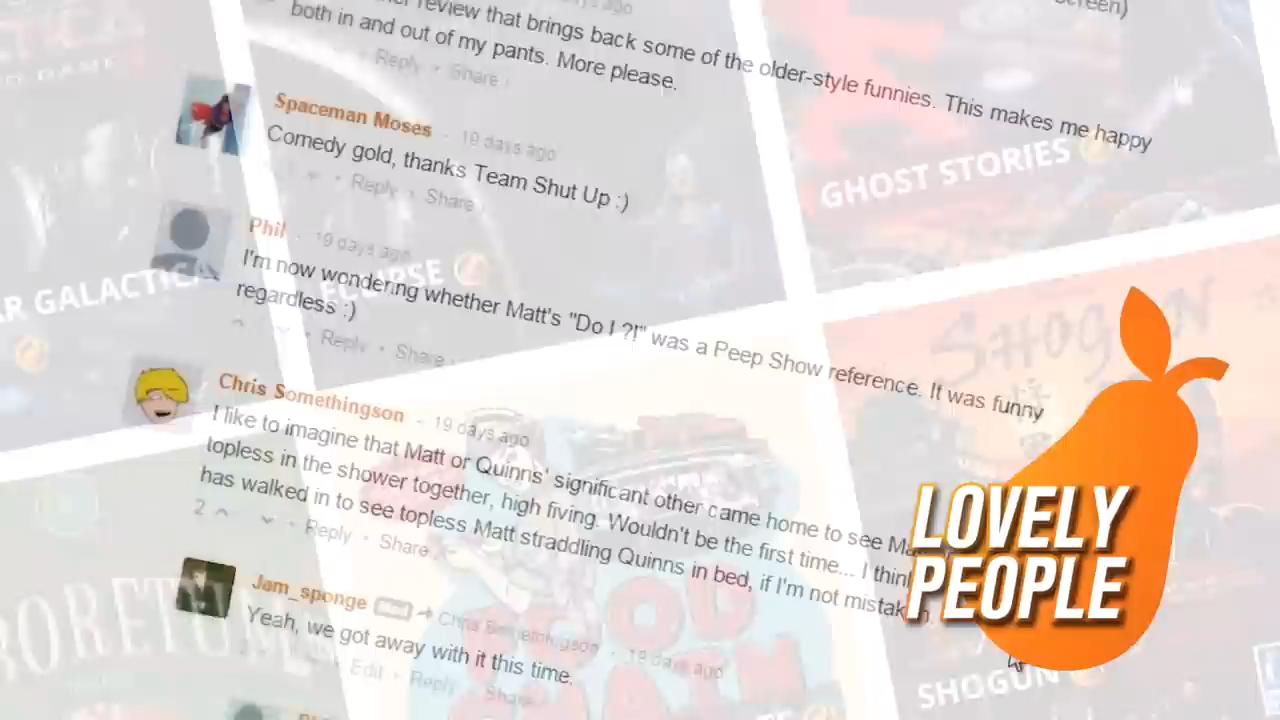 review that brings back some of the older-style funnies. This makes me happy
both in and out of my pants. More please.
Reply • Share ›
Spaceman Moses · 19 days ago
Comedy gold, thanks Team Shut Up :)
Reply • Share
Phil · 19 days ago
I'm now wondering whether Matt's "Do I ?!" was a Peep Show reference. It was funny
regardless :)
Reply • Share
Chris Somethingson · 19 days ago
I like to imagine that Matt or Quinns' significant other came home to see
topless in the shower together, high fiving. Wouldn't be the first time... I
has walked in to see topless Matt straddling Quinns in bed, if I'm not
2 Reply • Share
Jam_sponge Mod Chris Somethingson · 19 days ago
Yeah, we got away with it this time.
Edit • Reply • Share
GHOST STORIES
GALACTICA
ECLIPSE
SHOGUN
SHOGUN
LOVELY
PEOPLE